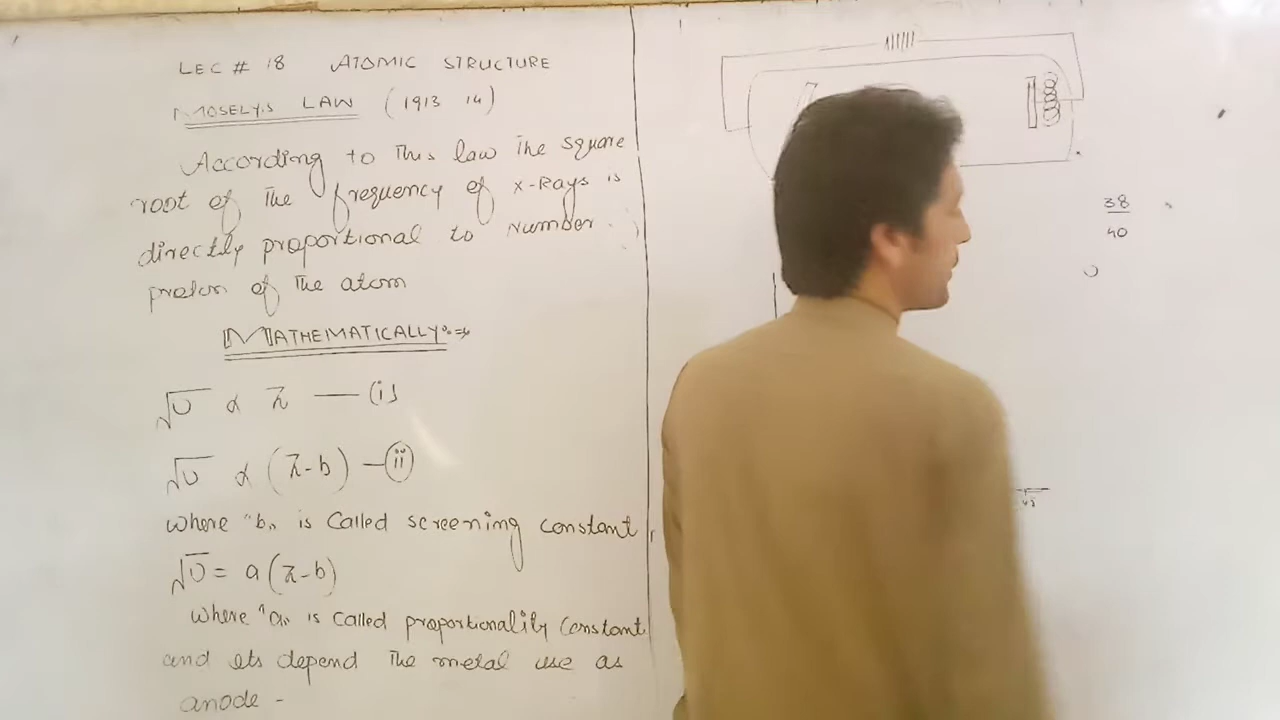 LEC # 18 ATOMIC STRUCTURE
MOSELY,S LAW (1913 14)
According to This law The square
root of The frequency of x-Rays is
directly proportional to Number
proton of The atom
MATHEMATICALLY
√υ ∝ Z — (i)
√υ ∝ (Z-b) — (ii)
where "b" is called screening constant
√υ = a (Z-b)
where "a" is called proportionality constant
and its depend The metal use as
anode -
38
40
υ